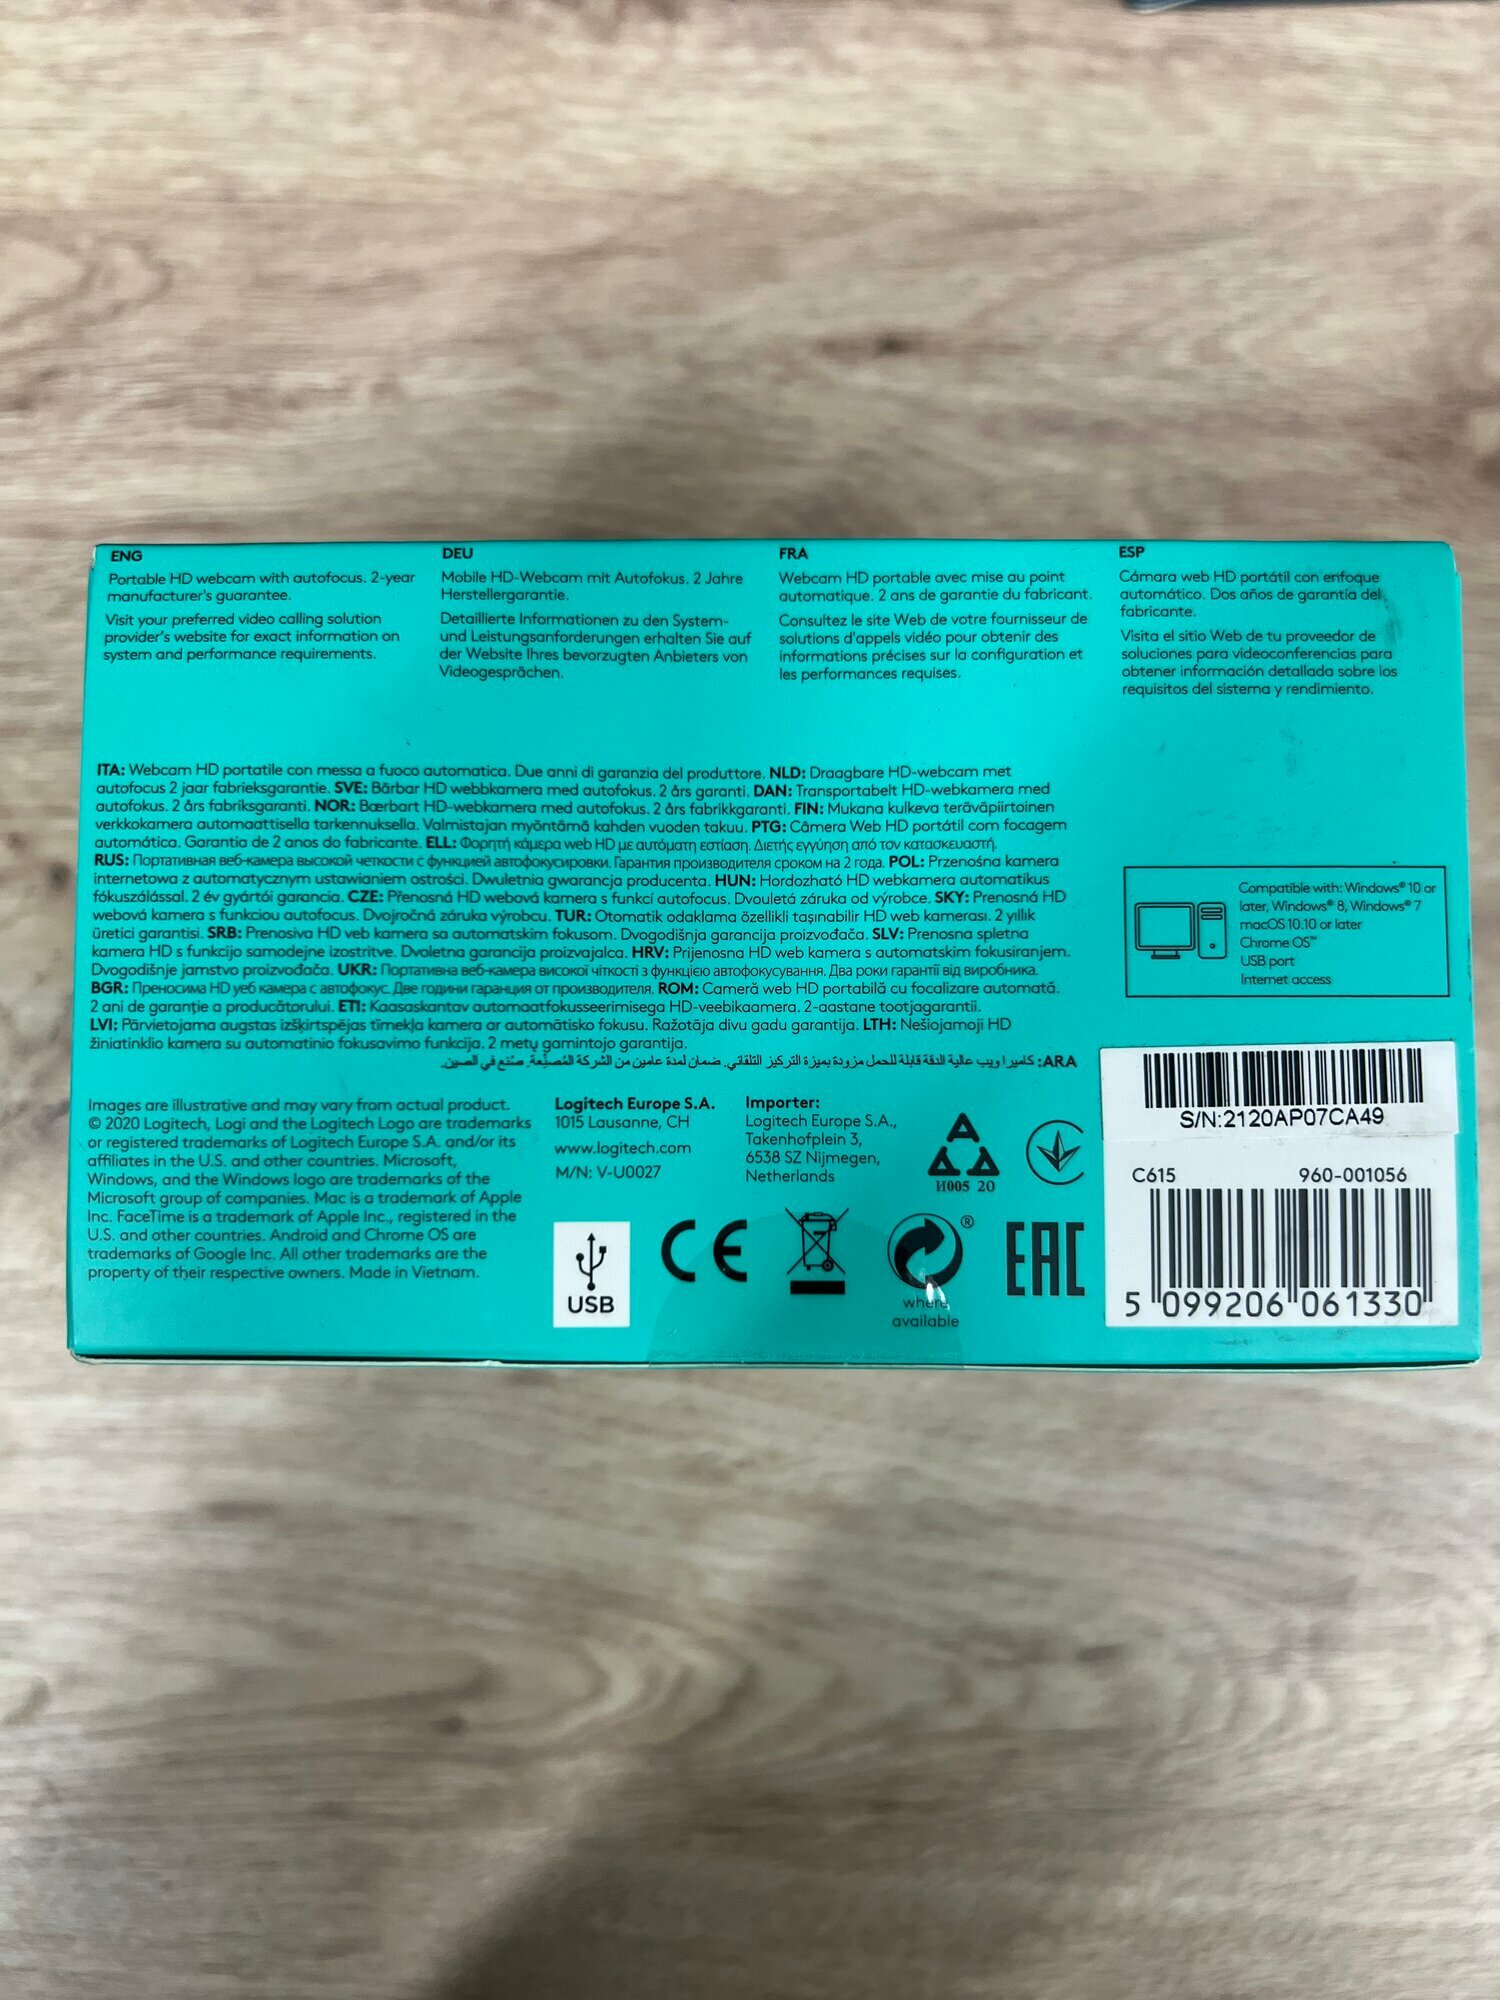 ENG
Portable HD webcam with autofocus. 2-year
manufacturer's guarantee.
Visit your preferred video calling solution
provider's website for exact information on
system and performance requirements.
DEU
Mobile HD-Webcam mit Autofokus. 2 Jahre
Herstellergarantie.
Detaillierte Informationen zu den System-
und Leistungsanforderungen erhalten Sie auf
der Website Ihres bevorzugten Anbieters von
Videogesprächen.
FRA
Webcam HD portable avec mise au point
automatique. 2 ans de garantie du fabricant.
Consultez le site Web de votre fournisseur de
solutions d'appels vidéo pour obtenir des
informations précises sur la configuration et
les performances requises.
ESP
Cámara web HD portátil con enfoque
automático. Dos años de garantía del
fabricante.
Visita el sitio Web de tu proveedor de
soluciones para videoconferencias para
obtener información detallada sobre los
requisitos del sistema y rendimiento.
ITA: Webcam HD portatile con messa a fuoco automatica. Due anni di garanzia del produttore. NLD: Draagbare HD-webcam met
autofocus 2 jaar fabrieksgarantie. SVE: Bärbar HD webbkamera med autofokus. 2 års garanti. DAN: Transportabelt HD-webkamera med
autofokus. 2 års fabriksgaranti. NOR: Bærbart HD-webkamera med autofokus. 2 års fabrikkgaranti. FIN: Mukana kulkeva teräväpiirtoinen
verkkokamera automaattisella tarkennuksella. Valmistajan myöntämä kahden vuoden takuu. PTG: Câmera Web HD portátil com focagem
automática. Garantia de 2 anos do fabricante. ELL: Φορητή κάμερα web HD με αυτόματη εστίαση. Διετής εγγύηση από τον κατασκευαστή.
RUS: Портативная веб-камера высокой четкости с функцией автофокусировки. Гарантия производителя сроком на 2 года. POL: Przenośna kamera
internetowa z automatycznym ustawianiem ostrości. Dwuletnia gwarancja producenta. HUN: Hordozható HD webkamera automatikus
fókuszálással. 2 év gyártói garancia. CZE: Přenosná HD webová kamera s funkcí autofocus. Dvouletá záruka od výrobce. SKY: Prenosná HD
webová kamera s funkciou autofocus. Dvojročná záruka výrobcu. TUR: Otomatik odaklama özellikli taşınabilir HD web kamerası. 2 yıllık
üretici garantisi. SRB: Prenosiva HD veb kamera sa automatskim fokusom. Dvogodišnja garancija proizvođača. SLV: Prenosna spletna
kamera HD s funkcijo samodejne izostritve. Dvoletna garancija proizvajalca. HRV: Prijenosna HD web kamera s automatskim fokusiranjem.
Dvogodišnje jamstvo proizvođača. UKR: Портативна веб-камера високої чіткості з функцією автофокусування. Два роки гарантії від виробника.
BGR: Преносима HD уеб камера с автофокус. Две години гаранция от производителя. ROM: Cameră web HD portabilă cu focalizare automată.
2 ani de garanție a producătorului. ETI: Kaasaskantav automaatfokusseerimisega HD-veebikaamera. 2-aastane tootjagarantii.
LVI: Pārvietojama augstas izšķirtspējas tīmekļa kamera ar automātisko fokusu. Ražotāja divu gadu garantija. LTH: Nešiojamoji HD
žiniatinklio kamera su automatinio fokusavimo funkcija. 2 metų gamintojo garantija.
ARA: كاميرا ويب عالية الدقة قابلة للحمل مزودة بميزة التركيز التلقائي. ضمان لمدة عامين من الشركة المُصنِّعة. صُنع في الصين.
Compatible with: Windows® 10 or
later, Windows® 8, Windows® 7
macOS 10.10 or later
Chrome OS™
USB port
Internet access
Images are illustrative and may vary from actual product.
© 2020 Logitech, Logi and the Logitech Logo are trademarks
or registered trademarks of Logitech Europe S.A. and/or its
affiliates in the U.S. and other countries. Microsoft,
Windows, and the Windows logo are trademarks of the
Microsoft group of companies. Mac is a trademark of Apple
Inc. FaceTime is a trademark of Apple Inc., registered in the
U.S. and other countries. Android and Chrome OS are
trademarks of Google Inc. All other trademarks are the
property of their respective owners. Made in Vietnam.
Logitech Europe S.A.
1015 Lausanne, CH
www.logitech.com
M/N: V-U0027
Importer:
Logitech Europe S.A.,
Takenhofplein 3,
6538 SZ Nijmegen,
Netherlands
И005 20
USB
CE
®
where
available
EAC
S/N:2120AP07CA49
C615 960-001056
5 099206 061330